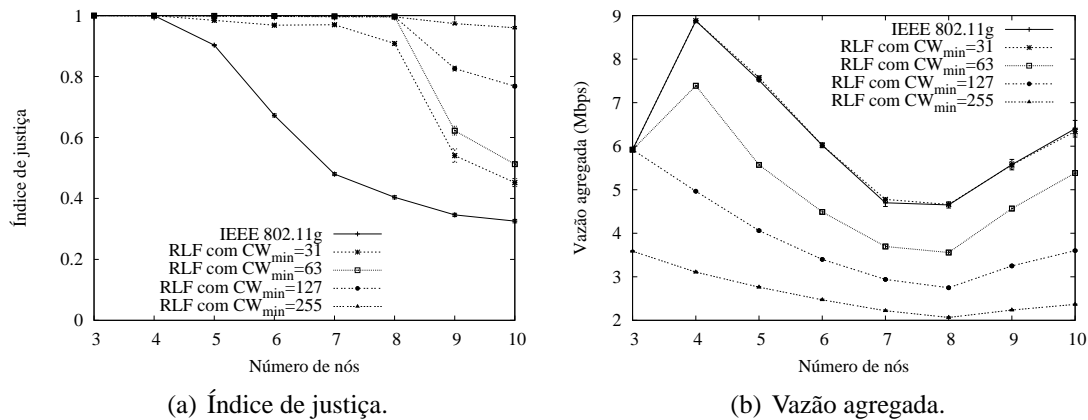 1
0.8
0.6
0.4
0.2
0
3 4 5 6 7 8 9 10
Índice de justiça
Número de nós
IEEE 802.11g
RLF com CWmin=31
RLF com CWmin=63
RLF com CWmin=127
RLF com CWmin=255
(a) Índice de justiça.
9
8
7
6
5
4
3
2
1
3 4 5 6 7 8 9 10
Vazão agregada (Mbps)
Número de nós
IEEE 802.11g
RLF com CWmin=31
RLF com CWmin=63
RLF com CWmin=127
RLF com CWmin=255
(b) Vazão agregada.